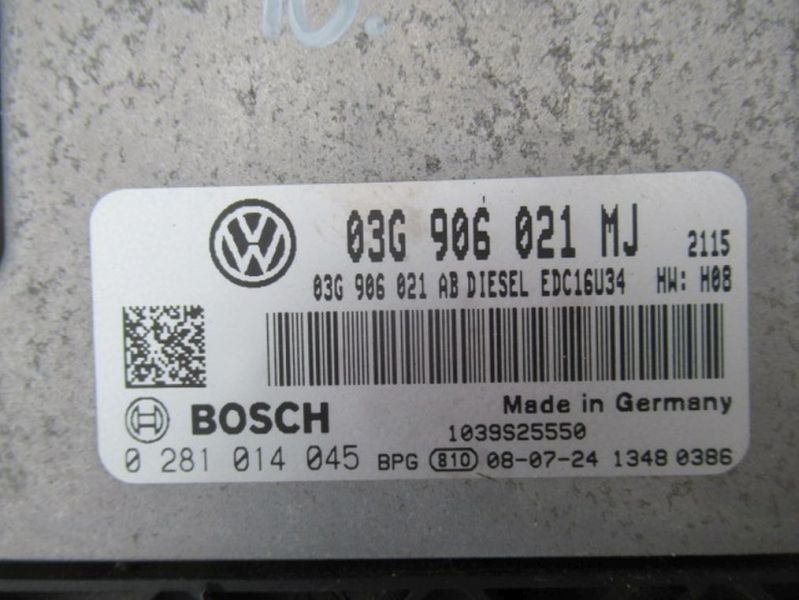 10.
03G 906 021 MJ 2115
03G 906 021 AB DIESEL EDC16U34 HW: H08
BOSCH Made in Germany
1039S25550
0 281 014 045 BPG 810 08-07-24 1348 0386